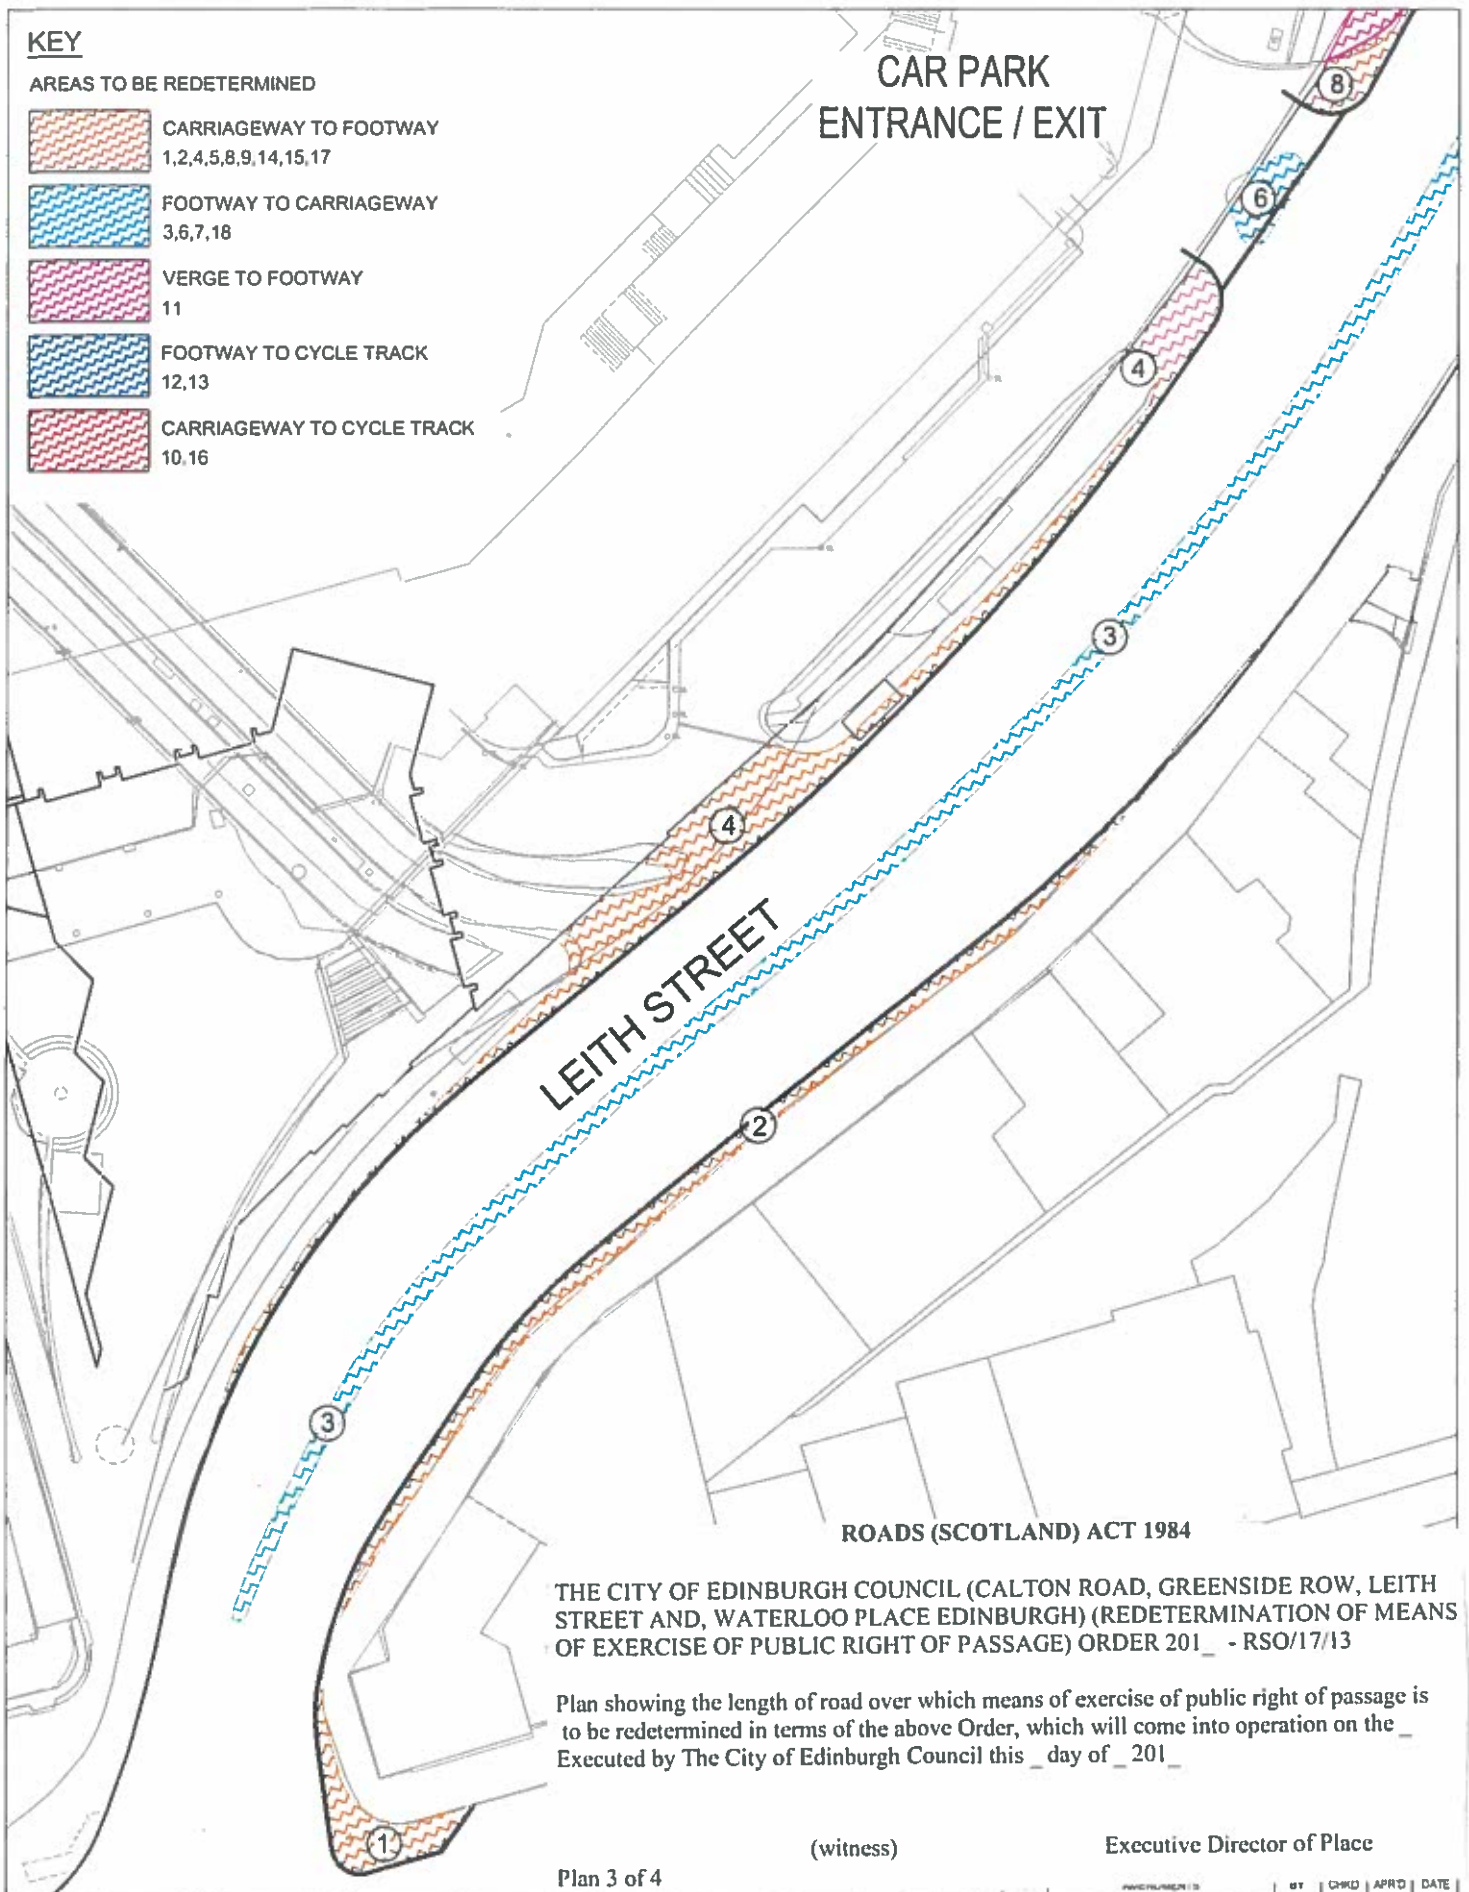 KEY
AREAS TO BE REDETERMINED
CARRIAGEWAY TO FOOTWAY
1,2,4,5,8,9,14,15,17
FOOTWAY TO CARRIAGEWAY
3,6,7,18
VERGE TO FOOTWAY
11
FOOTWAY TO CYCLE TRACK
12,13
CARRIAGEWAY TO CYCLE TRACK
10,16
CAR PARK
ENTRANCE / EXIT
8
6
4
3
4
LEITH STREET
2
3
1
ROADS (SCOTLAND) ACT 1984
THE CITY OF EDINBURGH COUNCIL (CALTON ROAD, GREENSIDE ROW, LEITH
STREET AND, WATERLOO PLACE EDINBURGH) (REDETERMINATION OF MEANS
OF EXERCISE OF PUBLIC RIGHT OF PASSAGE) ORDER 201_ - RSO/17/13
Plan showing the length of road over which means of exercise of public right of passage is
to be redetermined in terms of the above Order, which will come into operation on the _
Executed by The City of Edinburgh Council this _ day of _ 201_
(witness)
Executive Director of Place
Plan 3 of 4
BY CHKD APR'D DATE